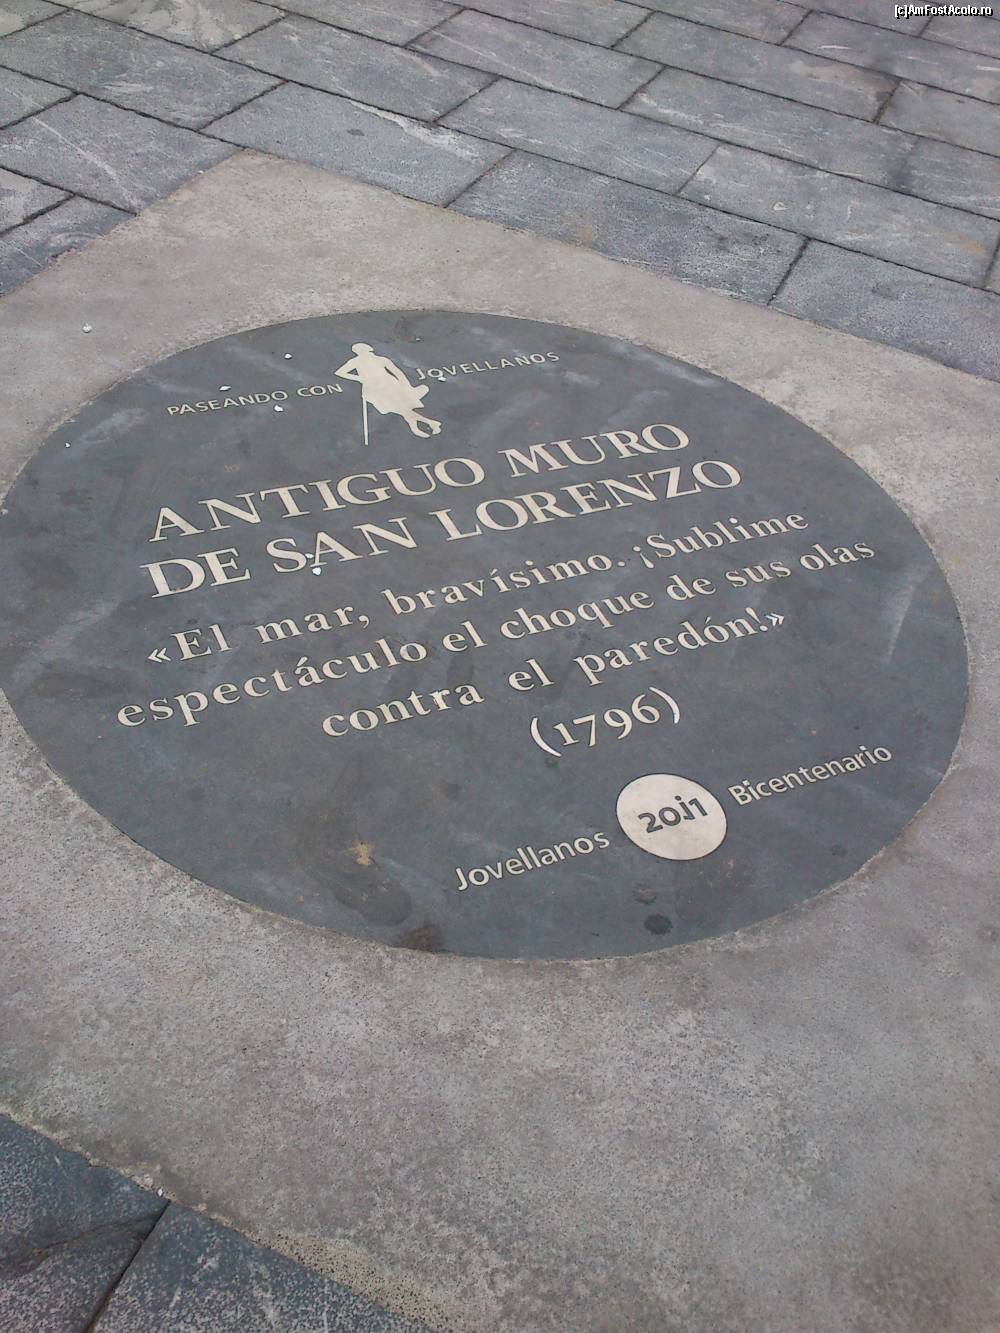 [c]AmFostAcolo.ro
PASEANDO CON JOVELLANOS
ANTIGUO MURO
DE SAN LORENZO
«El mar, bravísimo. ¡Sublime
espectáculo el choque de sus olas
contra el paredón!»
(1796)
Jovellanos 20j1 Bicentenario